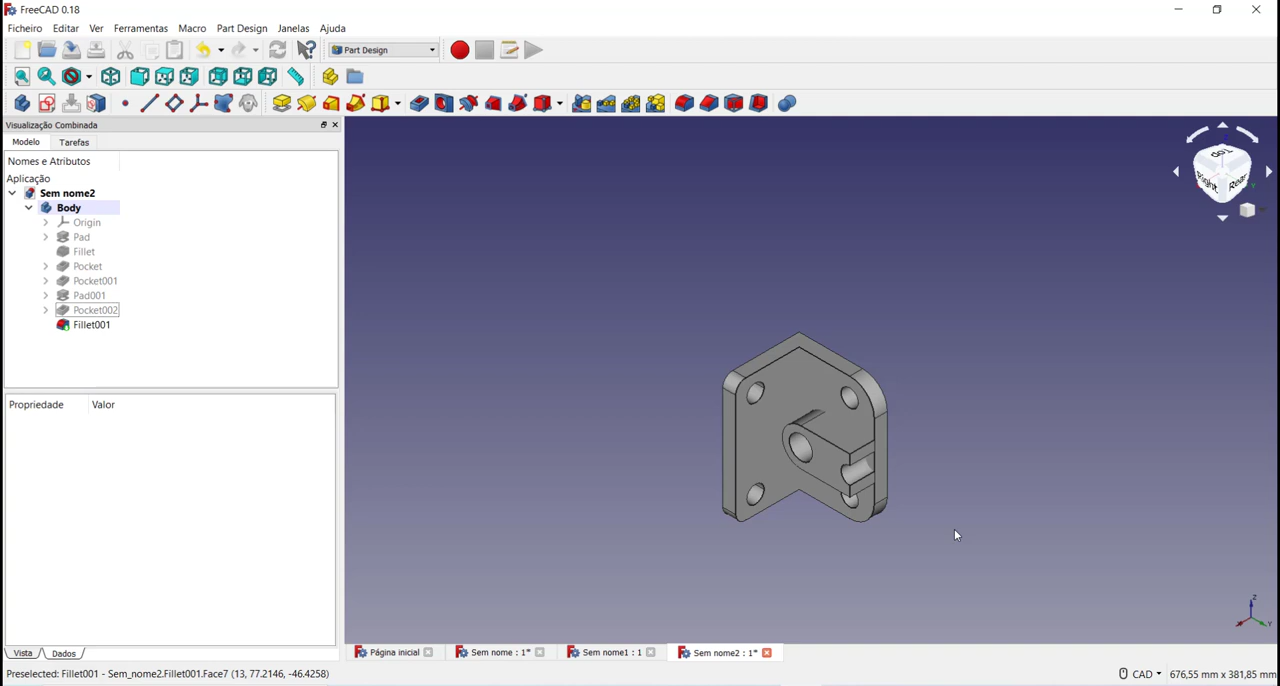 FreeCAD 0.18
Ficheiro Editar Ver Ferramentas Macro Part Design Janelas Ajuda
Part Design
Visualização Combinada
Modelo Tarefas
Nomes e Atributos
Aplicação
Sem nome2
Body
Origin
Pad
Fillet
Pocket
Pocket001
Pad001
Pocket002
Fillet001
Propriedade Valor
Top
Right Rear
Z
Y
Vista Dados
Página inicial Sem nome : 1* Sem nome1 : 1 Sem nome2 : 1*
Preselected: Fillet001 - Sem_nome2.Fillet001.Face7 (13, 77.2146, -46.4258) CAD 676,55 mm x 381,85 mm